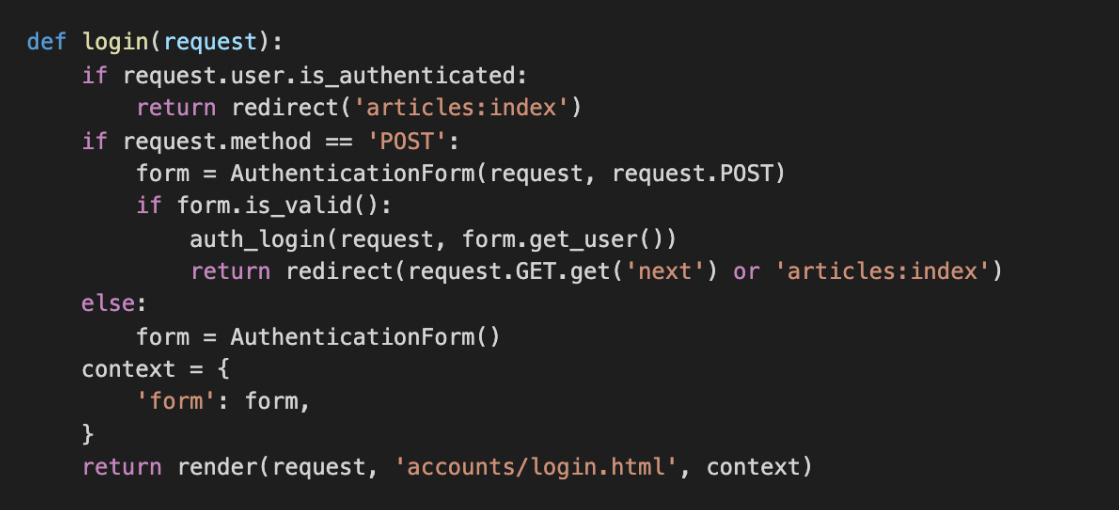 def login(request):
    if request.user.is_authenticated:
        return redirect('articles:index')
    if request.method == 'POST':
        form = AuthenticationForm(request, request.POST)
        if form.is_valid():
            auth_login(request, form.get_user())
            return redirect(request.GET.get('next') or 'articles:index')
    else:
        form = AuthenticationForm()
    context = {
        'form': form,
    }
    return render(request, 'accounts/login.html', context)